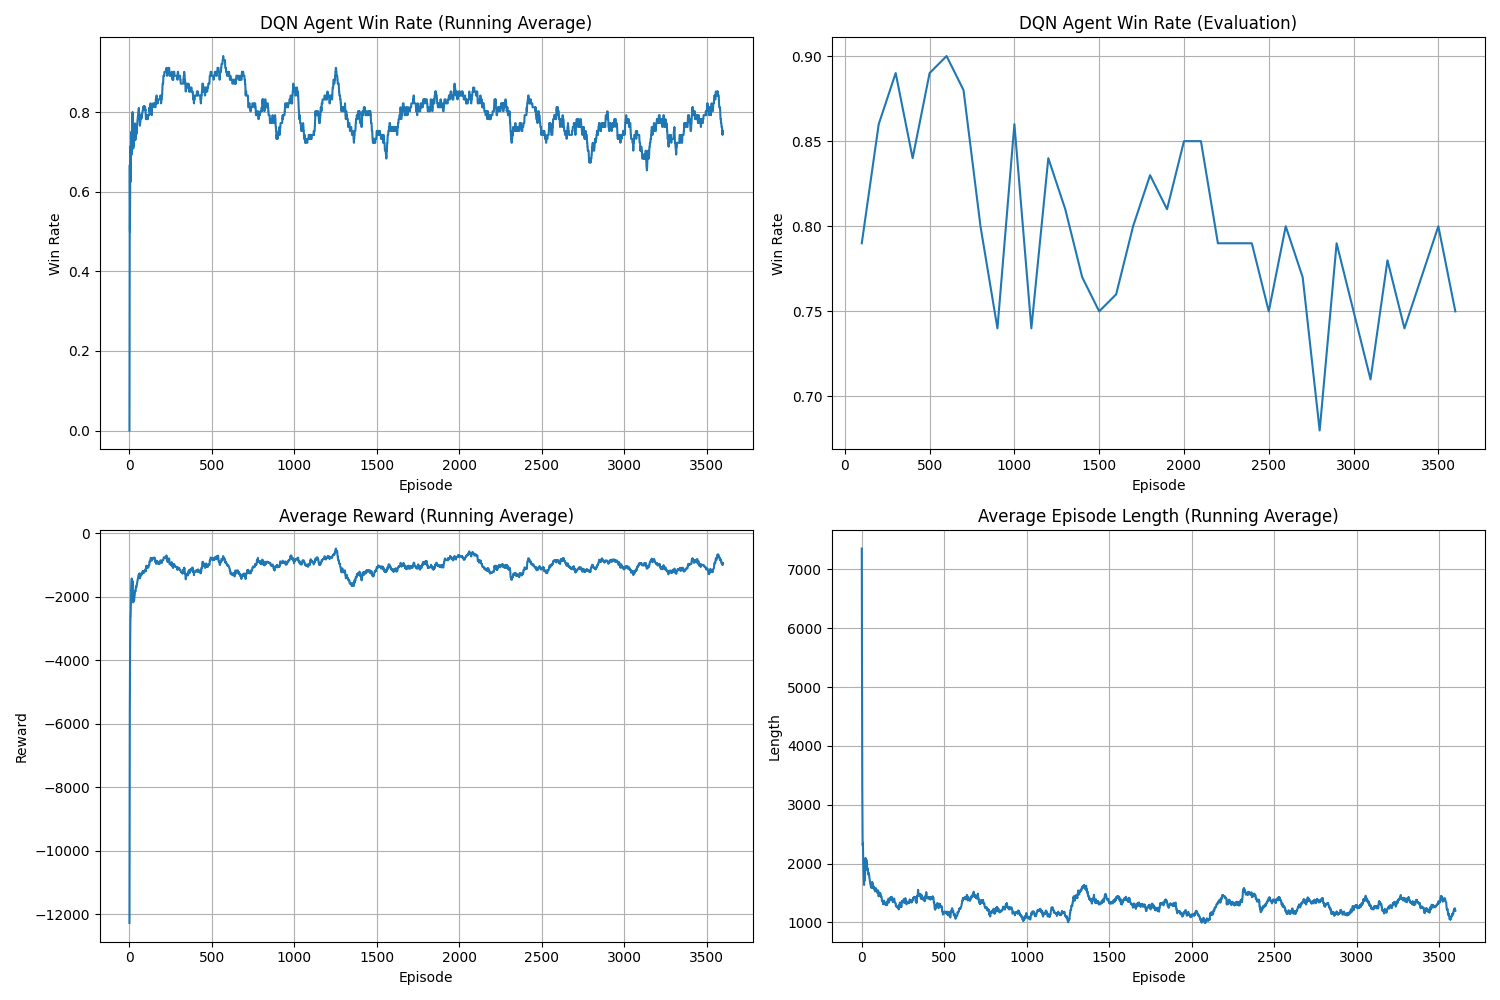 DQN Agent Win Rate (Running Average)
Win Rate
0.8
0.6
0.4
0.2
0.0
0 500 1000 1500 2000 2500 3000 3500
Episode
DQN Agent Win Rate (Evaluation)
Win Rate
0.90
0.85
0.80
0.75
0.70
0 500 1000 1500 2000 2500 3000 3500
Episode
Average Reward (Running Average)
Reward
0
−2000
−4000
−6000
−8000
−10000
−12000
0 500 1000 1500 2000 2500 3000 3500
Episode
Average Episode Length (Running Average)
Length
7000
6000
5000
4000
3000
2000
1000
0 500 1000 1500 2000 2500 3000 3500
Episode